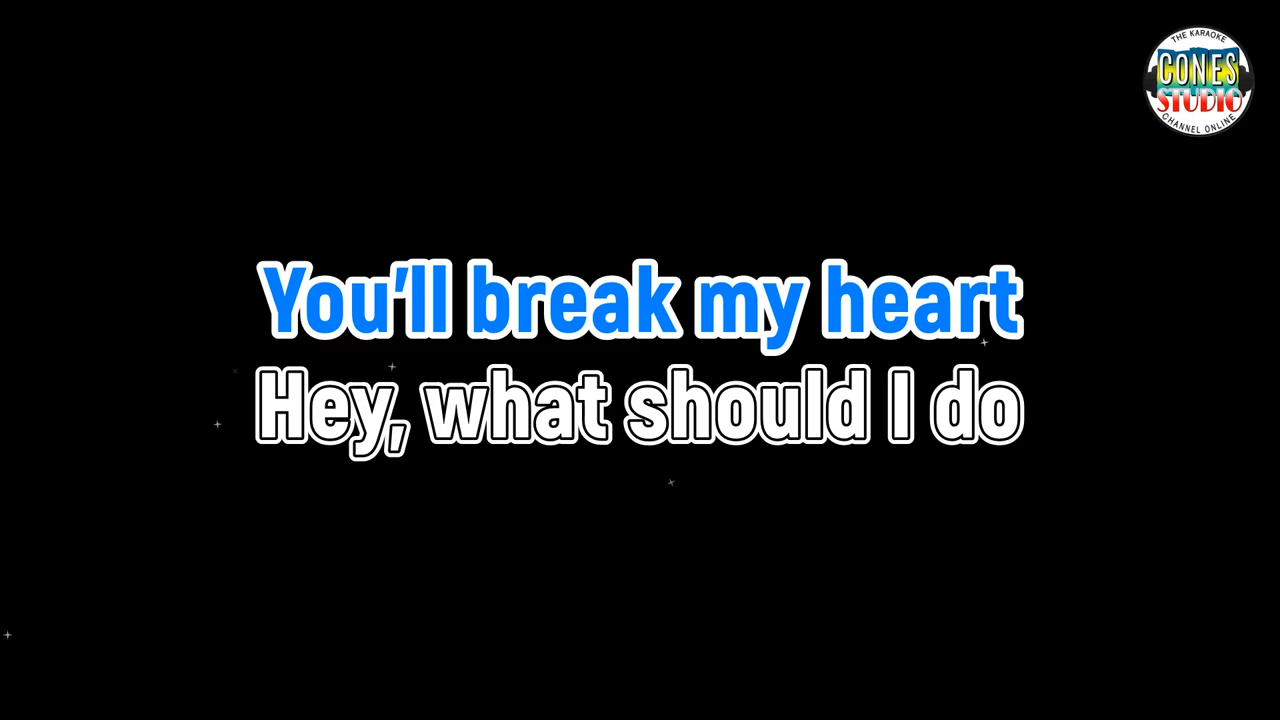 THE KARAOKE
CONES
STUDIO
CHANNEL ONLINE
You'll break my heart
Hey, what should I do